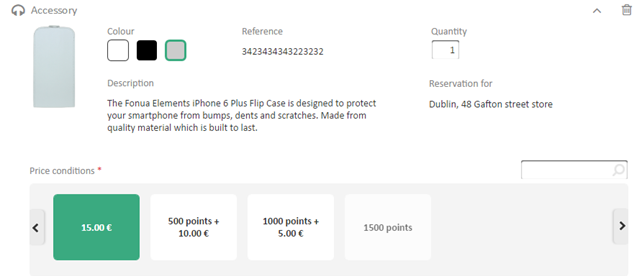 Accessory
Colour
Reference
Quantity
3423434343223232
1
Description
Reservation for
The Fonua Elements iPhone 6 Plus Flip Case is designed to protect
your smartphone from bumps, dents and scratches. Made from
quality material which is built to last.
Dublin, 48 Gafton street store
Price conditions *
15.00 €
500 points +
10.00 €
1000 points +
5.00 €
1500 points